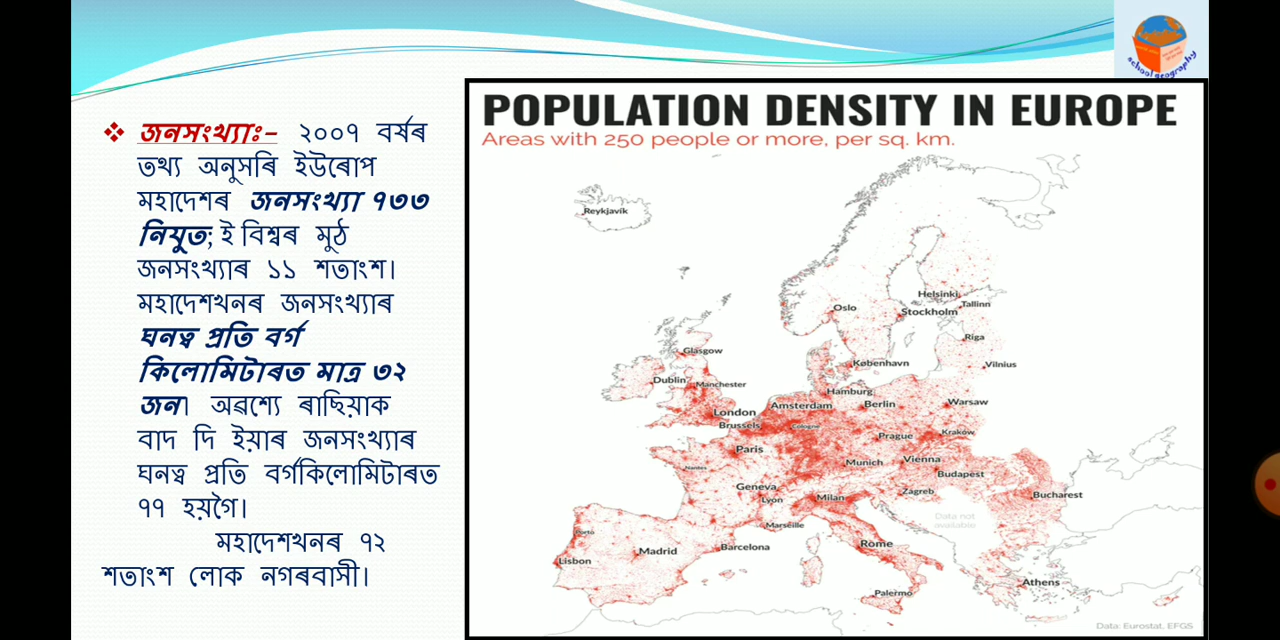 school geography
❖ জনসংখ্যাঃ- ২০০৭ বৰ্ষৰ
তথ্য অনুসৰি ইউৰোপ
মহাদেশৰ জনসংখ্যা ৭৩৩
নিযুত; ই বিশ্বৰ মুঠ
জনসংখ্যাৰ ১১ শতাংশ।
মহাদেশখনৰ জনসংখ্যাৰ
ঘনত্ব প্ৰতি বৰ্গ
কিলোমিটাৰত মাত্ৰ ৩২
জন। অৱশ্যে ৰাছিয়াক
বাদ দি ইয়াৰ জনসংখ্যাৰ
ঘনত্ব প্ৰতি বৰ্গকিলোমিটাৰত
৭৭ হয়গৈ।
মহাদেশখনৰ ৭২
শতাংশ লোক নগৰবাসী।
POPULATION DENSITY IN EUROPE
Areas with 250 people or more, per sq. km.
Reykjavík
Helsinki
Tallinn
Oslo
Stockholm
Riga
Glasgow
København
Vilnius
Dublin
Manchester
Hamburg
Amsterdam
Berlin
Warsaw
London
Brussels
Cologne
Prague
Kraków
Paris
Munich
Vienna
Nantes
Budapest
Geneva
Zagreb
Lyon
Milan
Bucharest
Data not
available
Marseille
Porto
Rome
Madrid
Barcelona
Lisbon
Athens
Palermo
Data: Eurostat, EFGS